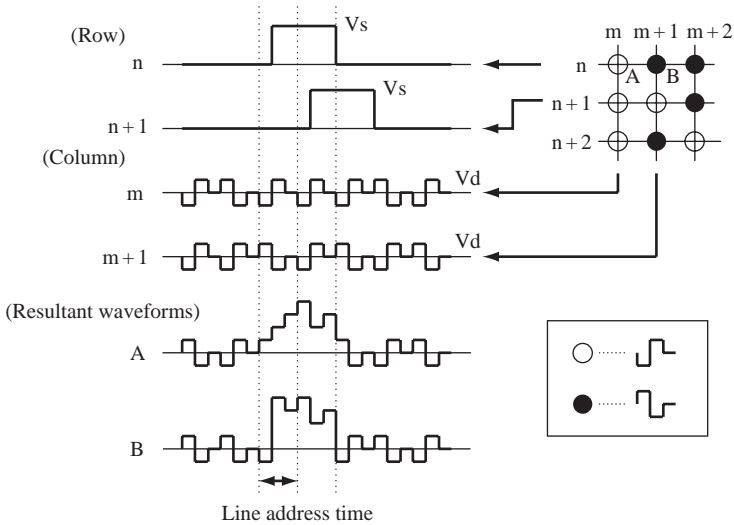 (Row)
Vs
n
Vs
n + 1
(Column)
Vd
m
Vd
m + 1
(Resultant waveforms)
A
B
Line address time
m m + 1 m + 2
n
A B
n + 1
n + 2